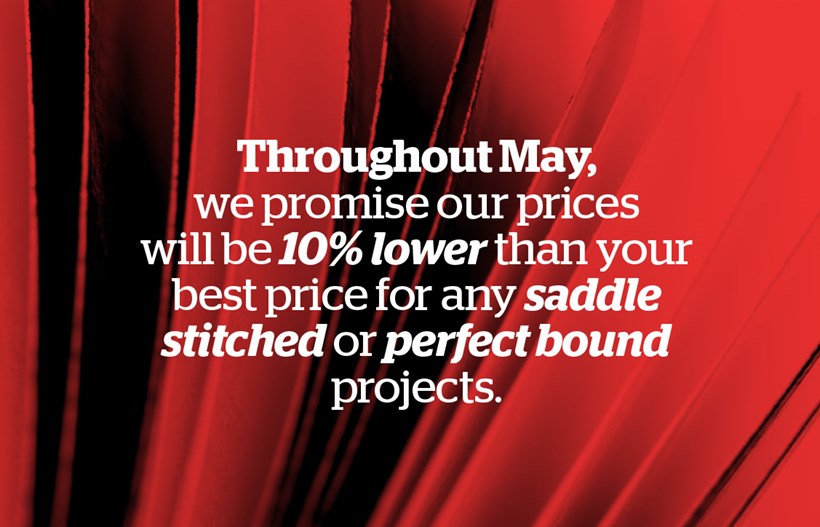 Throughout May,
we promise our prices
will be 10% lower than your
best price for any saddle
stitched or perfect bound
projects.